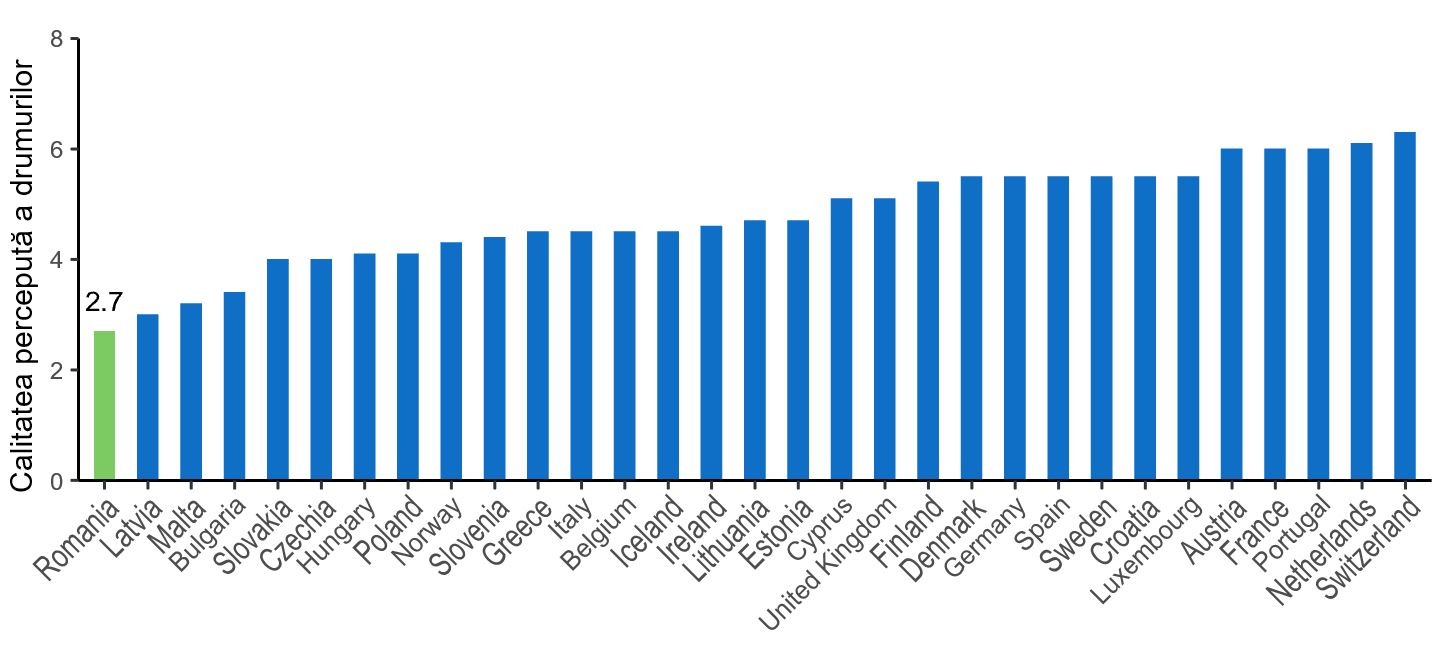 Calitatea percepută a drumurilor
8
6
4
2
0
2.7
Romania
Latvia
Malta
Bulgaria
Slovakia
Czechia
Hungary
Poland
Norway
Slovenia
Greece
Italy
Belgium
Iceland
Ireland
Lithuania
Estonia
Cyprus
United Kingdom
Finland
Denmark
Germany
Spain
Sweden
Croatia
Luxembourg
Austria
France
Portugal
Netherlands
Switzerland